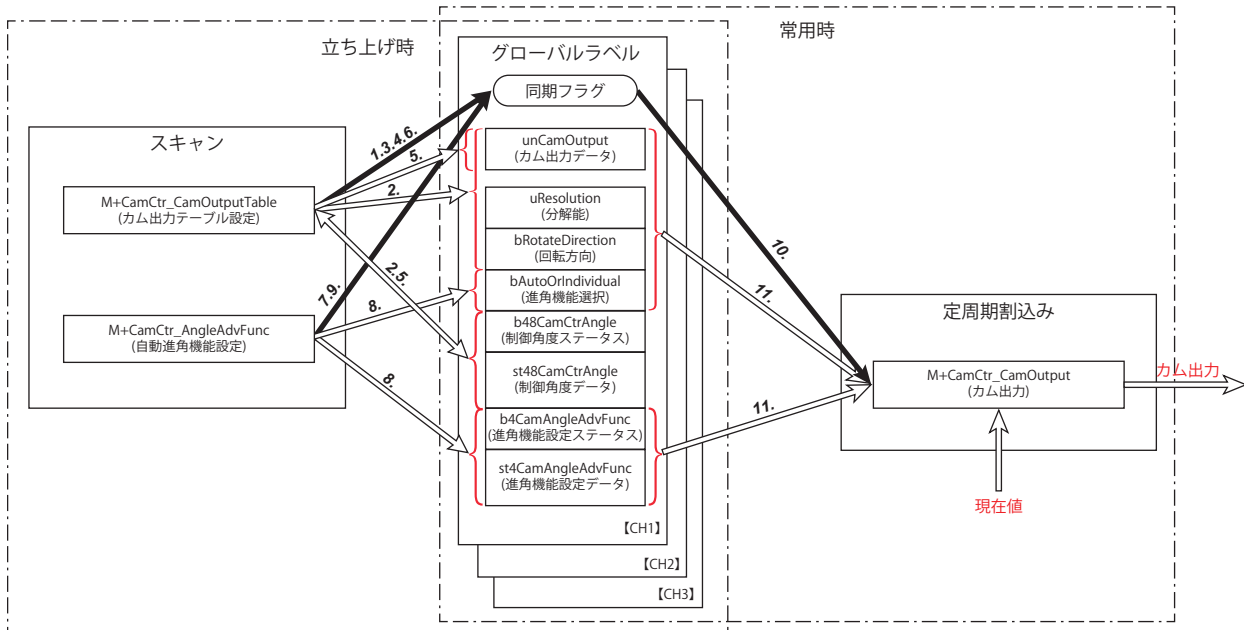 立ち上げ時
常用時
グローバルラベル
同期フラグ
スキャン
M+CamCtr_CamOutputTable
(カム出力テーブル設定)
M+CamCtr_AngleAdvFunc
(自動進角機能設定)
1.3.4.6.
5.
2.
2.5.
7.9.
8.
8.
unCamOutput
(カム出力データ)
uResolution
(分解能)
bRotateDirection
(回転方向)
bAutoOrIndividual
(進角機能選択)
b48CamCtrAngle
(制御角度ステータス)
st48CamCtrAngle
(制御角度データ)
b4CamAngleAdvFunc
(進角機能設定ステータス)
st4CamAngleAdvFunc
(進角機能設定データ)
【CH1】
【CH2】
【CH3】
10.
11.
11.
定周期割込み
M+CamCtr_CamOutput
(カム出力)
カム出力
現在値